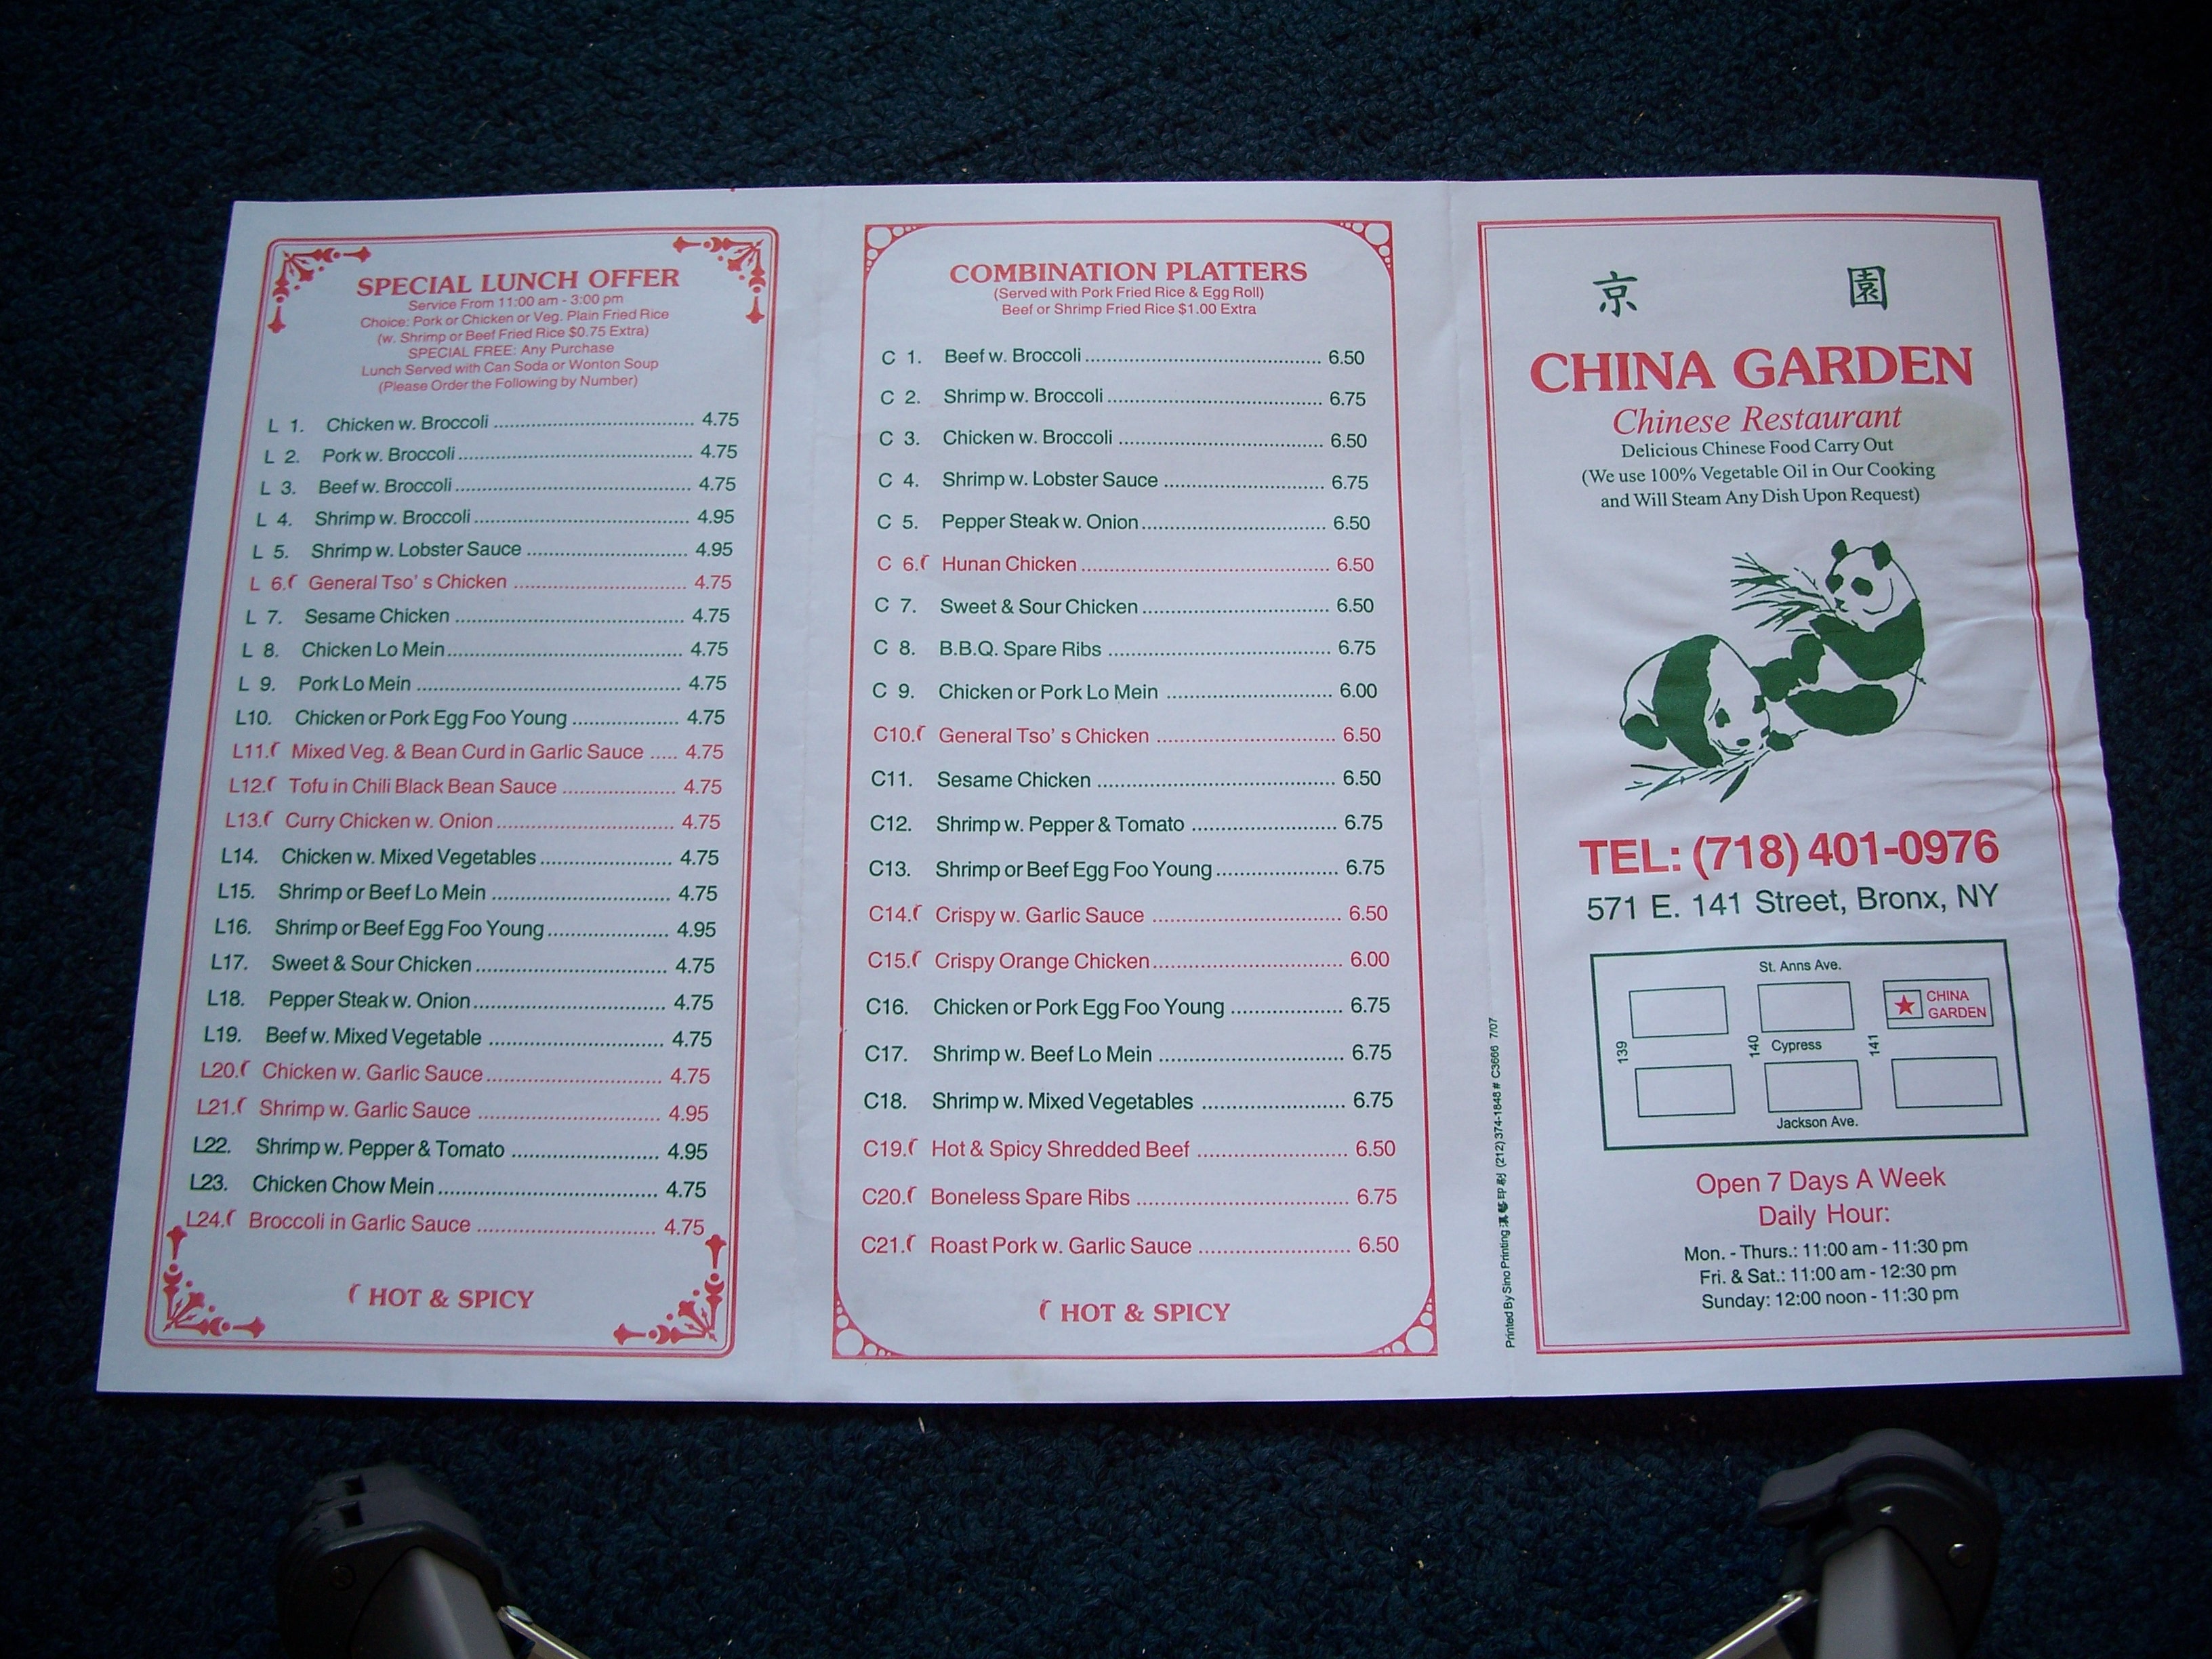 SPECIAL LUNCH OFFER
Service From 11:00 am - 3:00 pm
Choice: Pork or Chicken or Veg. Plain Fried Rice
(w. Shrimp or Beef Fried Rice $0.75 Extra)
SPECIAL FREE: Any Purchase
Lunch Served with Can Soda or Wonton Soup
(Please Order the Following by Number)
L 1. Chicken w. Broccoli 4.75
L 2. Pork w. Broccoli 4.75
L 3. Beef w. Broccoli 4.75
L 4. Shrimp w. Broccoli 4.95
L 5. Shrimp w. Lobster Sauce 4.95
L 6. General Tso' s Chicken 4.75
L 7. Sesame Chicken 4.75
L 8. Chicken Lo Mein 4.75
L 9. Pork Lo Mein 4.75
L10. Chicken or Pork Egg Foo Young 4.75
L11. Mixed Veg. & Bean Curd in Garlic Sauce 4.75
L12. Tofu in Chili Black Bean Sauce 4.75
L13. Curry Chicken w. Onion 4.75
L14. Chicken w. Mixed Vegetables 4.75
L15. Shrimp or Beef Lo Mein 4.75
L16. Shrimp or Beef Egg Foo Young 4.95
L17. Sweet & Sour Chicken 4.75
L18. Pepper Steak w. Onion 4.75
L19. Beef w. Mixed Vegetable 4.75
L20. Chicken w. Garlic Sauce 4.75
L21. Shrimp w. Garlic Sauce 4.95
L22. Shrimp w. Pepper & Tomato 4.95
L23. Chicken Chow Mein 4.75
L24. Broccoli in Garlic Sauce 4.75
HOT & SPICY
COMBINATION PLATTERS
(Served with Pork Fried Rice & Egg Roll)
Beef or Shrimp Fried Rice $1.00 Extra
C 1. Beef w. Broccoli 6.50
C 2. Shrimp w. Broccoli 6.75
C 3. Chicken w. Broccoli 6.50
C 4. Shrimp w. Lobster Sauce 6.75
C 5. Pepper Steak w. Onion 6.50
C 6. Hunan Chicken 6.50
C 7. Sweet & Sour Chicken 6.50
C 8. B.B.Q. Spare Ribs 6.75
C 9. Chicken or Pork Lo Mein 6.00
C10. General Tso' s Chicken 6.50
C11. Sesame Chicken 6.50
C12. Shrimp w. Pepper & Tomato 6.75
C13. Shrimp or Beef Egg Foo Young 6.75
C14. Crispy w. Garlic Sauce 6.50
C15. Crispy Orange Chicken 6.00
C16. Chicken or Pork Egg Foo Young 6.75
C17. Shrimp w. Beef Lo Mein 6.75
C18. Shrimp w. Mixed Vegetables 6.75
C19. Hot & Spicy Shredded Beef 6.50
C20. Boneless Spare Ribs 6.75
C21. Roast Pork w. Garlic Sauce 6.50
HOT & SPICY
Printed By Sino Printing (212) 374-1848 # C3666 7/07
京 園
CHINA GARDEN
Chinese Restaurant
Delicious Chinese Food Carry Out
(We use 100% Vegetable Oil in Our Cooking
and Will Steam Any Dish Upon Request)
TEL: (718) 401-0976
571 E. 141 Street, Bronx, NY
St. Anns Ave.
CHINA
GARDEN
139
140
Cypress
141
Jackson Ave.
Open 7 Days A Week
Daily Hour:
Mon. - Thurs.: 11:00 am - 11:30 pm
Fri. & Sat.: 11:00 am - 12:30 pm
Sunday: 12:00 noon - 11:30 pm